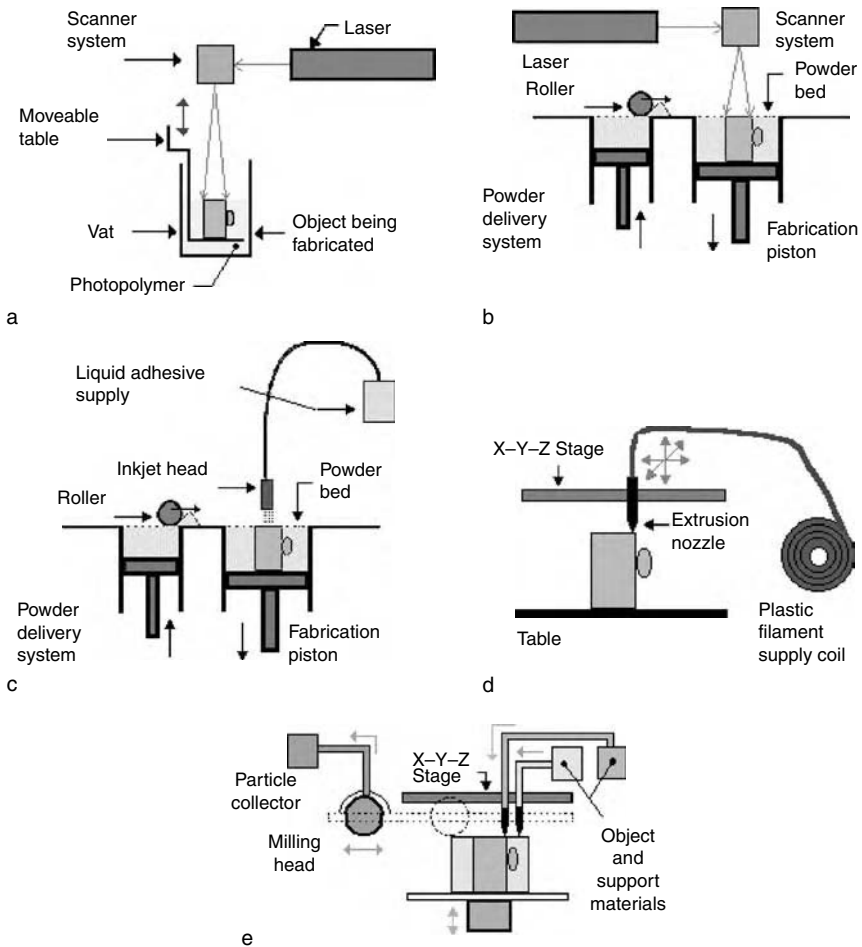 Scanner
system
Laser
Moveable
table
Vat
Object being
fabricated
Photopolymer
a
Scanner
system
Laser
Roller
Powder
bed
Powder
delivery
system
Fabrication
piston
b
Liquid adhesive
supply
Inkjet head
Powder
bed
Roller
Powder
delivery
system
Fabrication
piston
c
X–Y–Z Stage
Extrusion
nozzle
Table
Plastic
filament
supply coil
d
Particle
collector
X–Y–Z
Stage
Milling
head
Object
and
support
materials
e